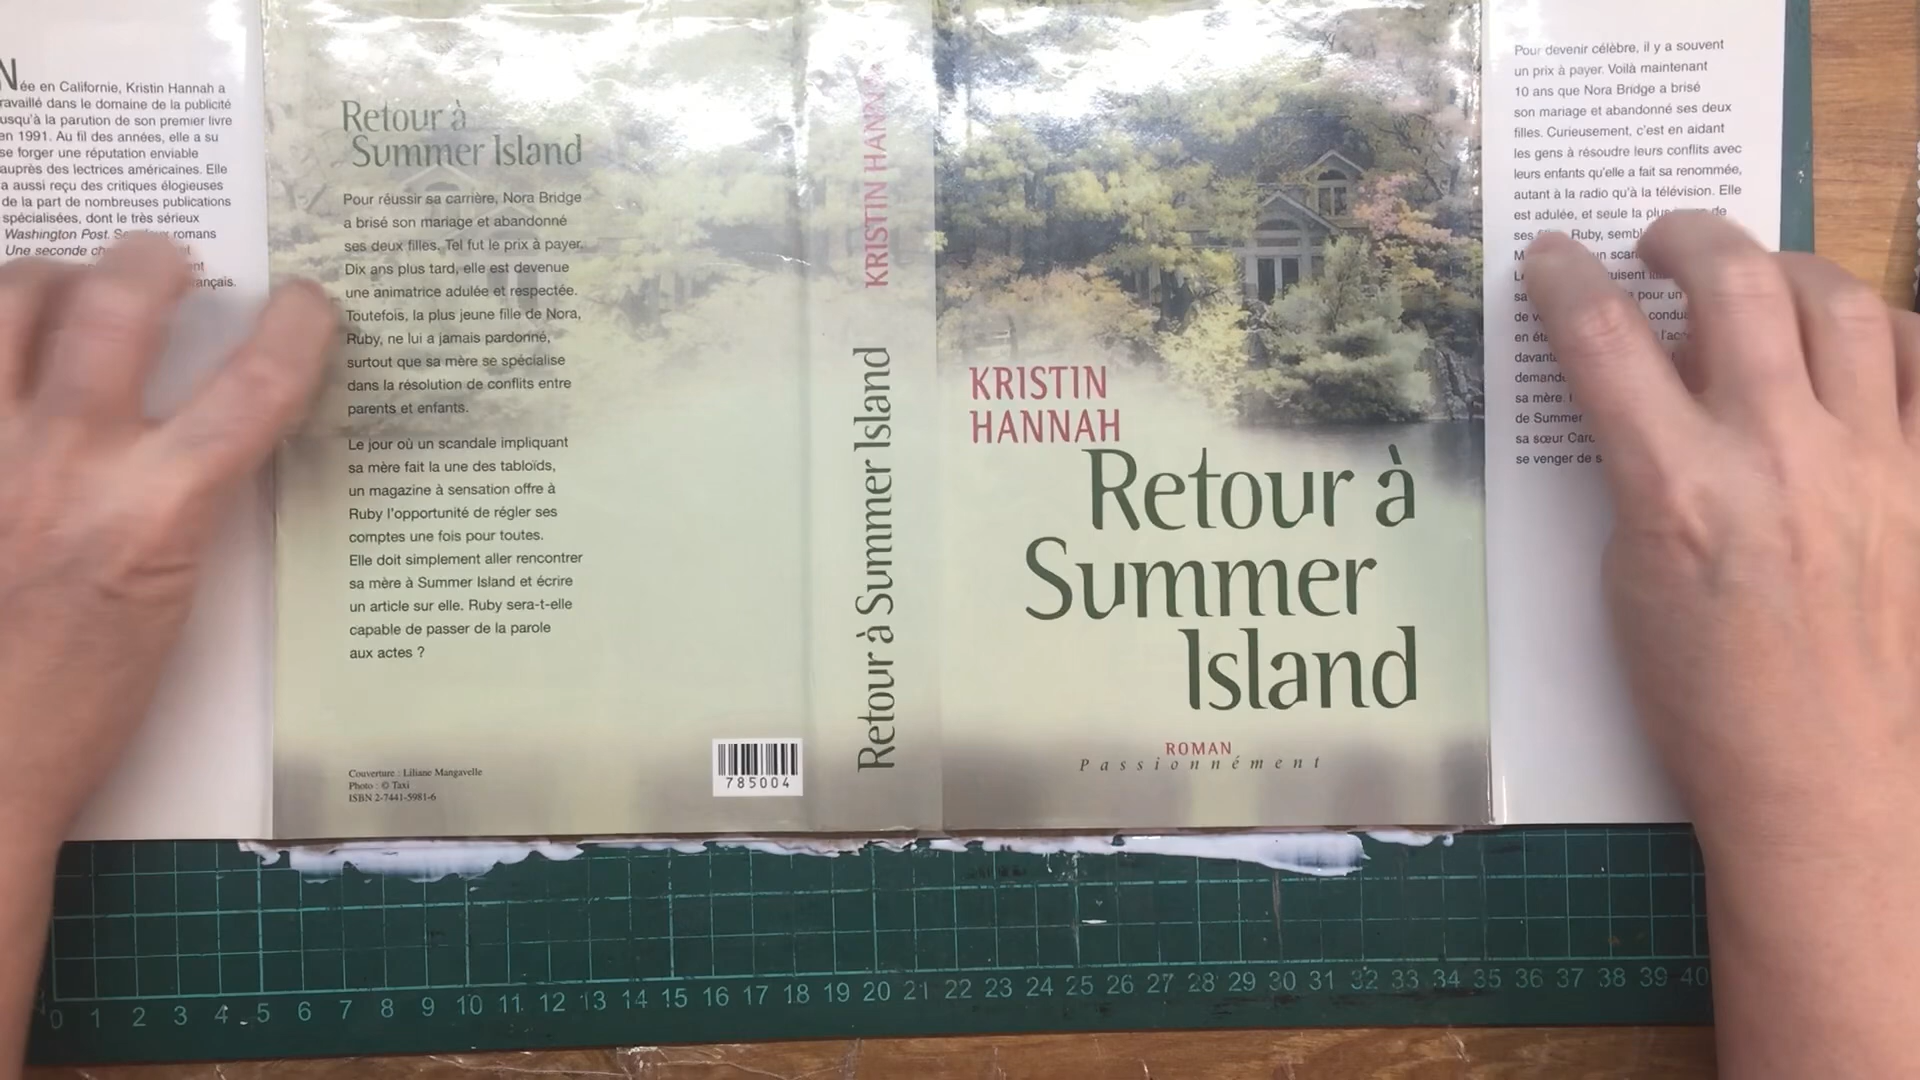 Née en Californie, Kristin Hannah a
travaillé dans le domaine de la publicité
jusqu'à la parution de son premier livre
en 1991. Au fil des années, elle a su
se forger une réputation enviable
auprès des lectrices américaines. Elle
a aussi reçu des critiques élogieuses
de la part de nombreuses publications
spécialisées, dont le très sérieux
Washington Post. romans
Une seconde
Retour à
Summer Island
Pour réussir sa carrière, Nora Bridge
a brisé son mariage et abandonné
ses deux filles. Tel fut le prix à payer.
Dix ans plus tard, elle est devenue
une animatrice adulée et respectée.
Toutefois, la plus jeune fille de Nora,
Ruby, ne lui a jamais pardonné,
surtout que sa mère se spécialise
dans la résolution de conflits entre
parents et enfants.
Le jour où un scandale impliquant
sa mère fait la une des tabloïds,
un magazine à sensation offre à
Ruby l'opportunité de régler ses
comptes une fois pour toutes.
Elle doit simplement aller rencontrer
sa mère à Summer Island et écrire
un article sur elle. Ruby sera-t-elle
capable de passer de la parole
aux actes ?
Couverture : Liliane Mangavelle
Photo : © Taxi
ISBN 2-7441-5981-6
785004
Retour à Summer Island KRISTIN HANNAH
KRISTIN
HANNAH
Retour à
Summer
Island
ROMAN
Passionnément
Pour devenir célèbre, il y a souvent
un prix à payer. Voilà maintenant
10 ans que Nora Bridge a brisé
son mariage et abandonné ses deux
filles. Curieusement, c'est en aidant
les gens à résoudre leurs conflits avec
leurs enfants qu'elle a fait sa renommée,
autant à la radio qu'à la télévision. Elle
est adulée, et seule la de
ses Ruby,
un
sa pour un
de
en
sa mère.
de Summer
sa sœur
se venger de
0 1 2 3 4 5 6 7 8 9 10 11 12 13 14 15 16 17 18 19 20 21 22 23 24 25 26 27 28 29 30 31 32 33 34 35 36 37 38 39 40